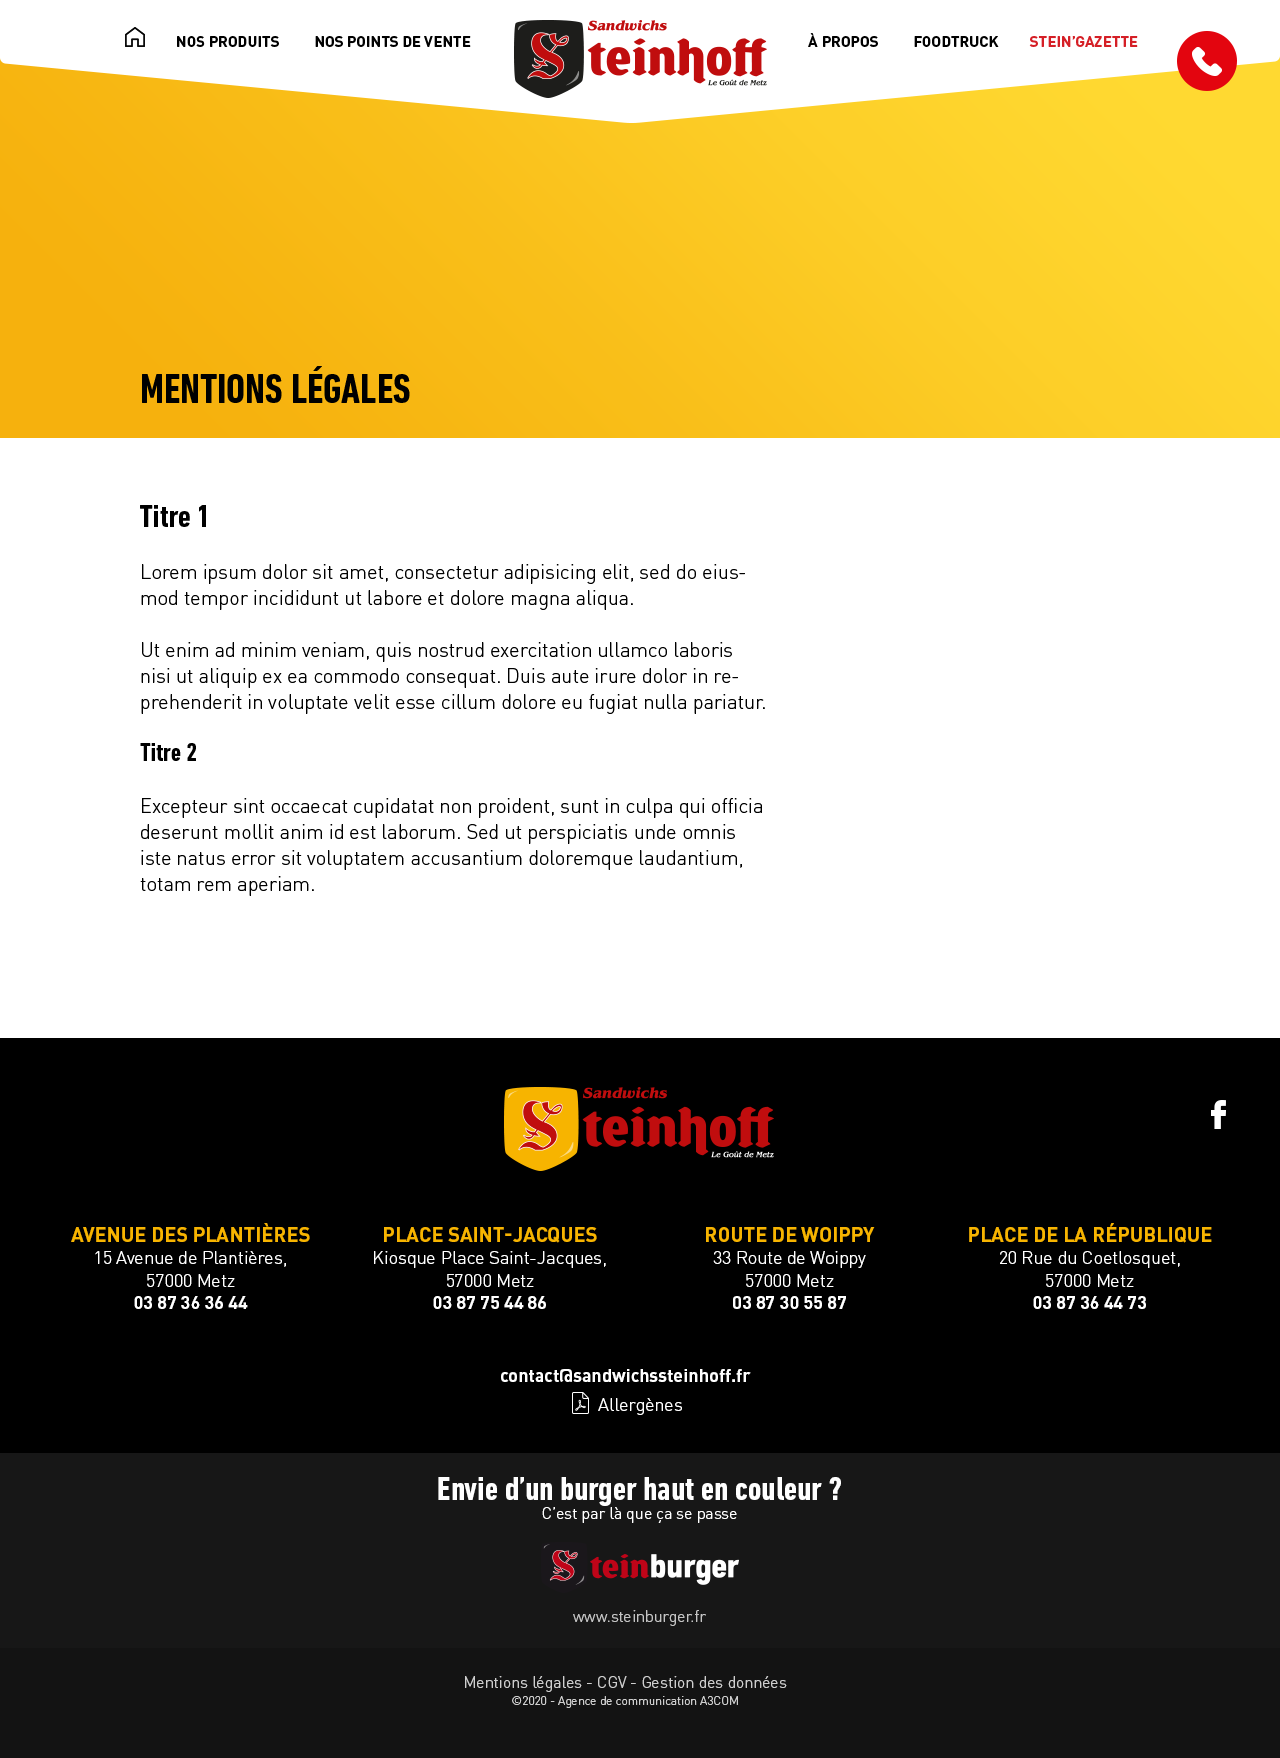 NOS PRODUITS
NOS POINTS DE VENTE
Sandwichs
Steinhoff
Le Goût de Metz
À PROPOS
FOODTRUCK
STEIN'GAZETTE
MENTIONS LÉGALES
Titre 1
Lorem ipsum dolor sit amet, consectetur adipisicing elit, sed do eius-
mod tempor incididunt ut labore et dolore magna aliqua.
Ut enim ad minim veniam, quis nostrud exercitation ullamco laboris
nisi ut aliquip ex ea commodo consequat. Duis aute irure dolor in re-
prehenderit in voluptate velit esse cillum dolore eu fugiat nulla pariatur.
Titre 2
Excepteur sint occaecat cupidatat non proident, sunt in culpa qui officia
deserunt mollit anim id est laborum. Sed ut perspiciatis unde omnis
iste natus error sit voluptatem accusantium doloremque laudantium,
totam rem aperiam.
Sandwichs
Steinhoff
Le Goût de Metz
AVENUE DES PLANTIÈRES
15 Avenue de Plantières,
57000 Metz
03 87 36 36 44
PLACE SAINT-JACQUES
Kiosque Place Saint-Jacques,
57000 Metz
03 87 75 44 86
ROUTE DE WOIPPY
33 Route de Woippy
57000 Metz
03 87 30 55 87
PLACE DE LA RÉPUBLIQUE
20 Rue du Coetlosquet,
57000 Metz
03 87 36 44 73
contact@sandwichssteinhoff.fr
Allergènes
Envie d'un burger haut en couleur ?
C'est par là que ça se passe
Steinburger
www.steinburger.fr
Mentions légales - CGV - Gestion des données
©2020 - Agence de communication A3COM